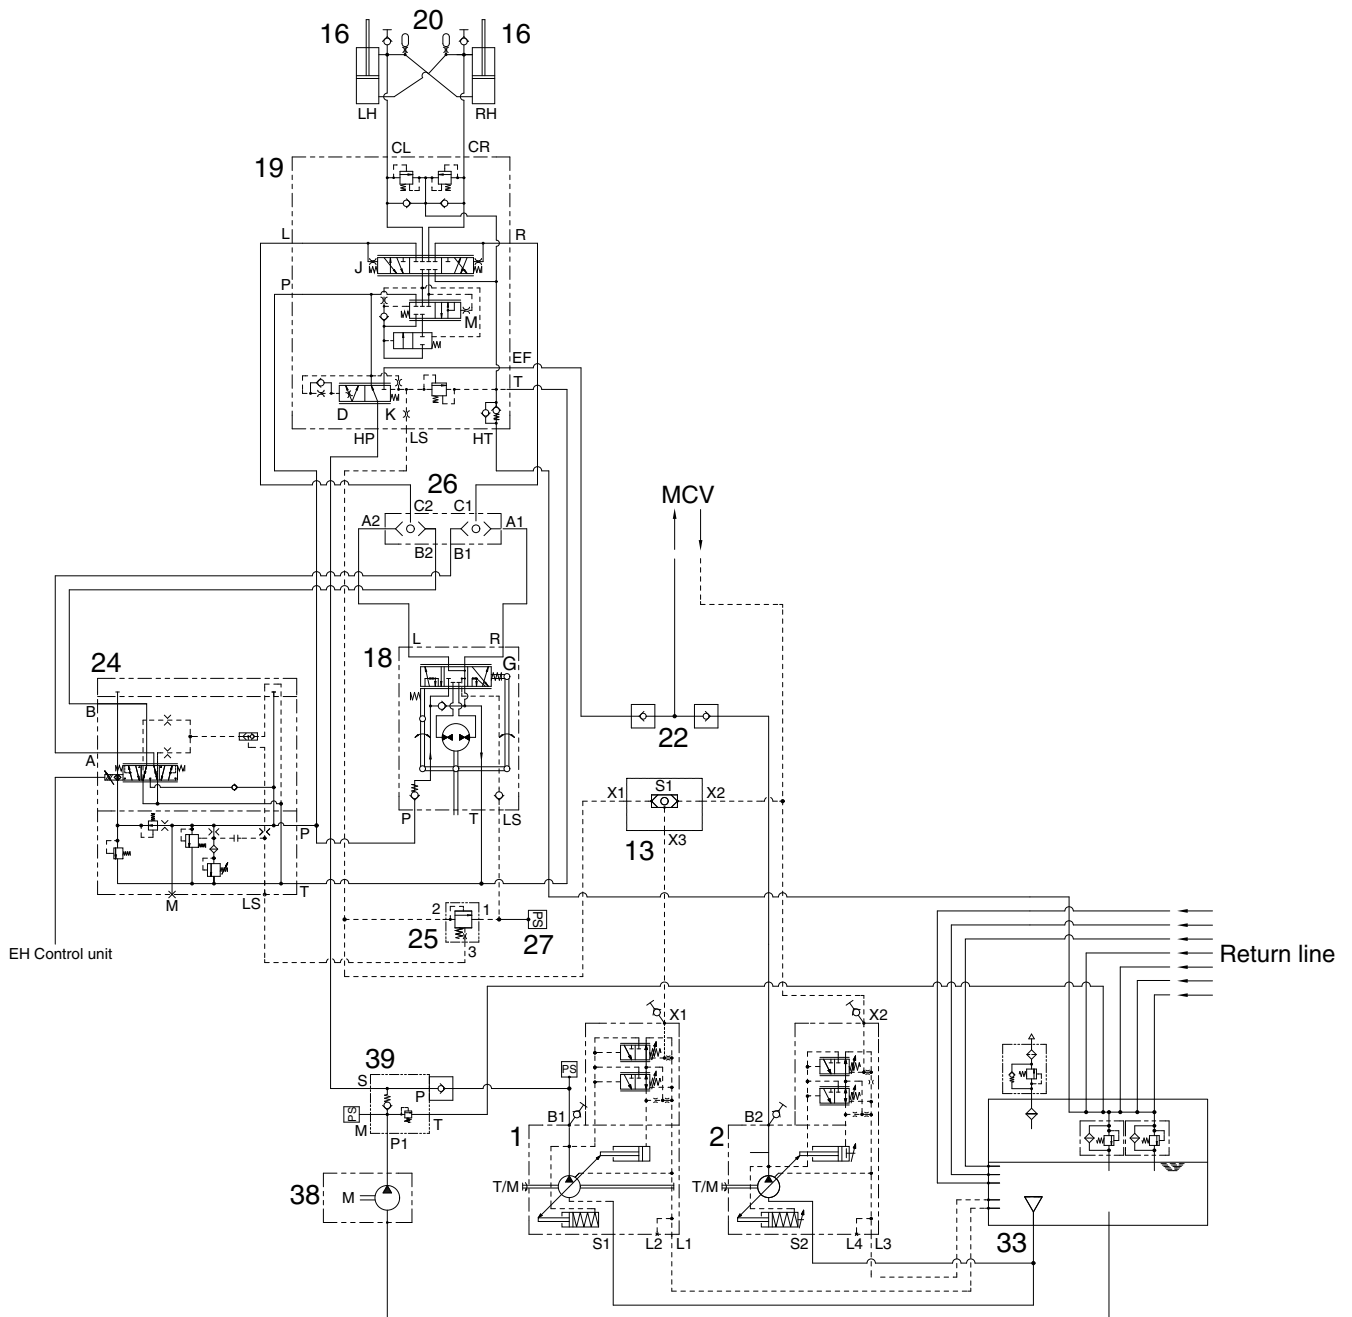 16
20
16
LH
RH
CL
CR
19
L
R
J
P
M
EF
T
D
K
HP
LS
HT
26
MCV
C2
C1
A2
A1
B2
B1
L
R
18
G
24
B
22
A
S1
X1
X2
P
T
LS
P
X3
13
T
M
LS
2
1
PS
25
27
3
EH Control unit
Return line
X1
X2
39
S
PS
P
PS
B1
B2
M
T
P1
1
2
38
M
T/M
T/M
S1
L2
L1
S2
L4
L3
33